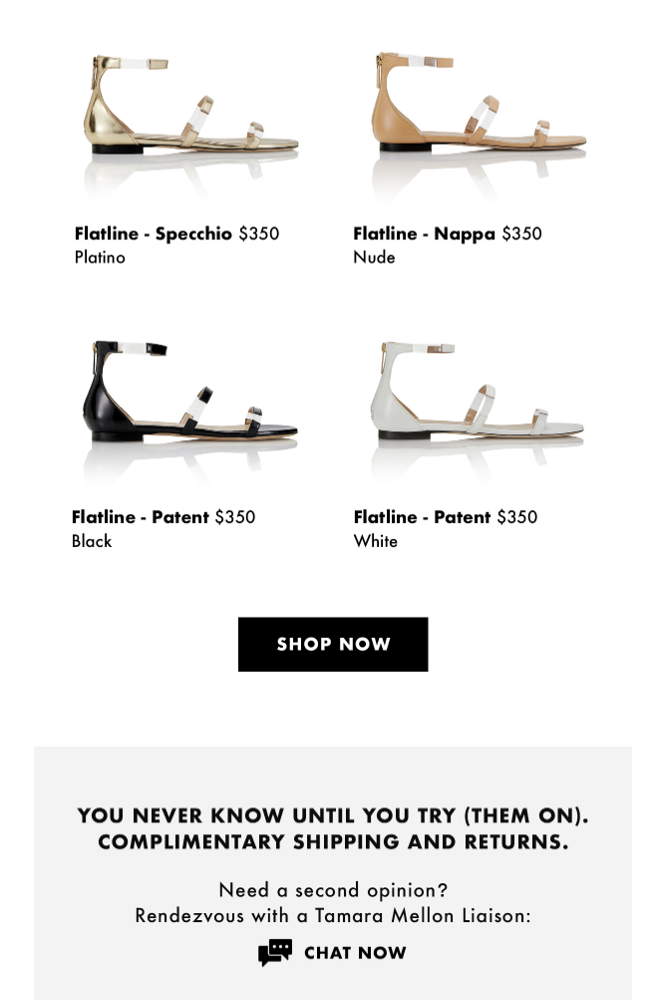 Flatline - Specchio $350
Platino
Flatline - Nappa $350
Nude
Flatline - Patent $350
Black
Flatline - Patent $350
White
SHOP NOW
YOU NEVER KNOW UNTIL YOU TRY (THEM ON).
COMPLIMENTARY SHIPPING AND RETURNS.
Need a second opinion?
Rendezvous with a Tamara Mellon Liaison:
CHAT NOW